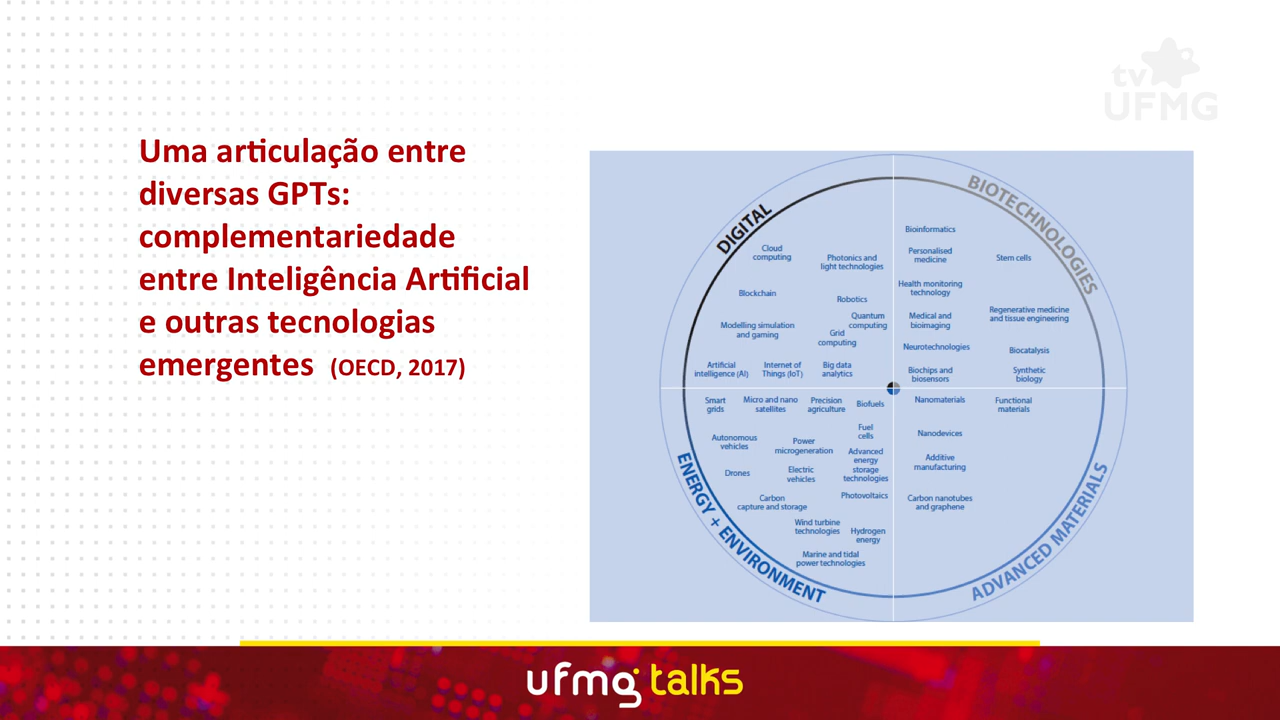 tv
UFMG
Uma articulação entre
diversas GPTs:
complementariedade
entre Inteligência Artificial
e outras tecnologias
emergentes (OECD, 2017)
DIGITAL
Cloud
computing
Photonics and
light technologies
Blockchain
Robotics
Quantum
computing
Modelling simulation
and gaming
Grid
computing
Artificial
intelligence (AI)
Internet of
Things (IoT)
Big data
analytics
BIOTECHNOLOGIES
Bioinformatics
Personalised
medicine
Stem cells
Health monitoring
technology
Medical and
bioimaging
Regenerative medicine
and tissue engineering
Neurotechnologies
Biocatalysis
Biochips and
biosensors
Synthetic
biology
ENERGY + ENVIRONMENT
Smart
grids
Micro and nano
satellites
Precision
agriculture
Biofuels
Fuel
cells
Autonomous
vehicles
Power
microgeneration
Advanced
energy
storage
technologies
Drones
Electric
vehicles
Carbon
capture and storage
Photovoltaics
Wind turbine
technologies
Hydrogen
energy
Marine and tidal
power technologies
ADVANCED MATERIALS
Nanomaterials
Functional
materials
Nanodevices
Additive
manufacturing
Carbon nanotubes
and graphene
ufmg talks